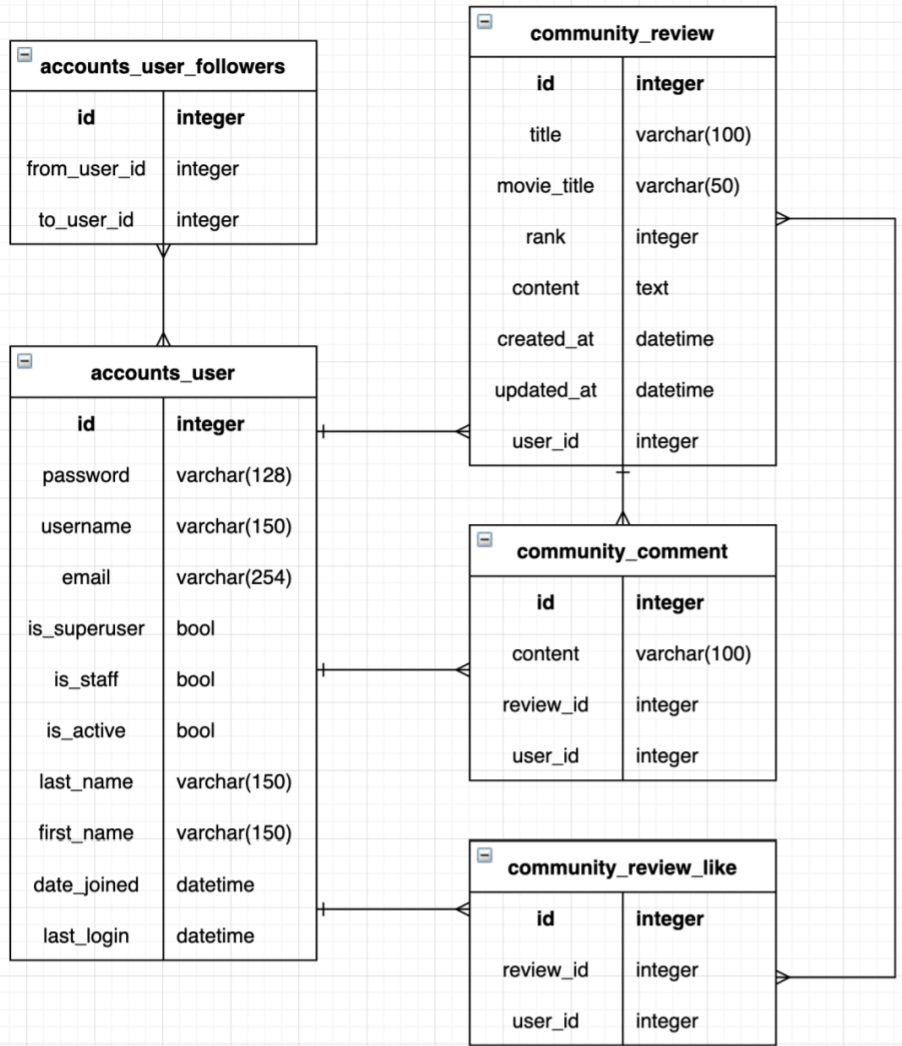 accounts_user_followers
id integer
from_user_id integer
to_user_id integer
accounts_user
id integer
password varchar(128)
username varchar(150)
email varchar(254)
is_superuser bool
is_staff bool
is_active bool
last_name varchar(150)
first_name varchar(150)
date_joined datetime
last_login datetime
community_review
id integer
title varchar(100)
movie_title varchar(50)
rank integer
content text
created_at datetime
updated_at datetime
user_id integer
community_comment
id integer
content varchar(100)
review_id integer
user_id integer
community_review_like
id integer
review_id integer
user_id integer